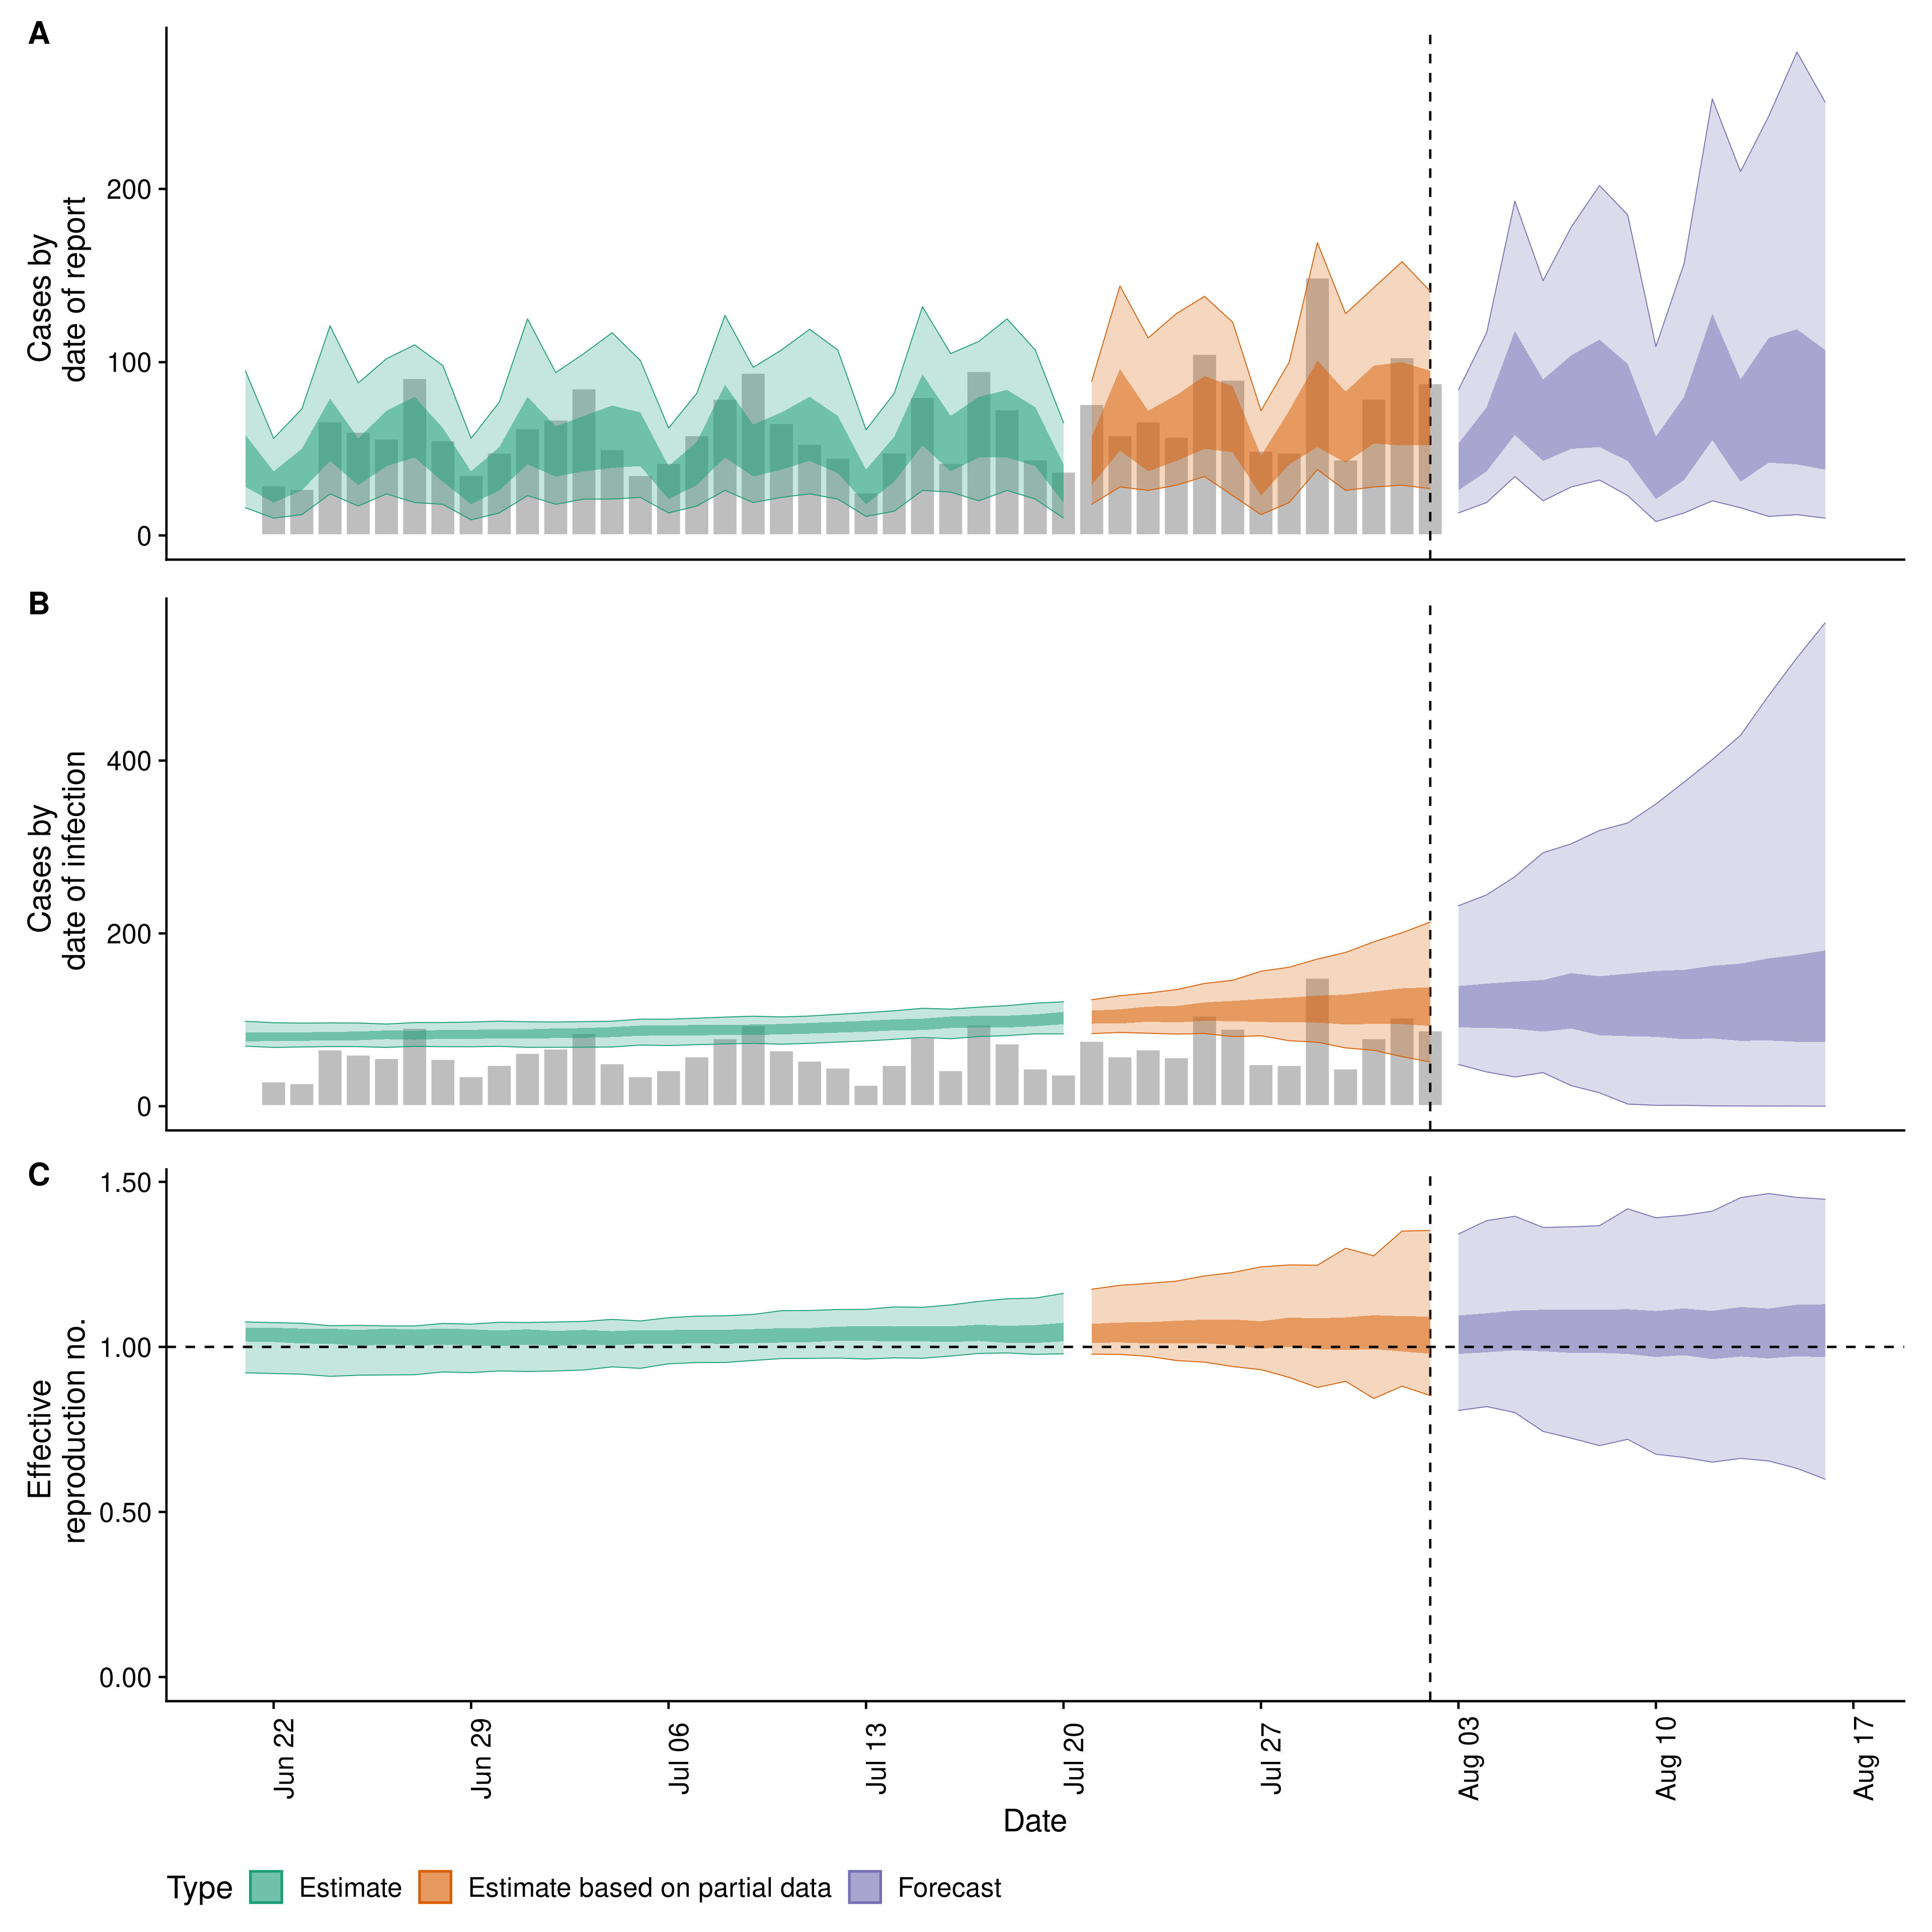 A
Cases by
date of report
200
100
0
B
Cases by
date of infection
400
200
0
C
Effective
reproduction no.
1.50
1.00
0.50
0.00
Jun 22
Jun 29
Jul 06
Jul 13
Jul 20
Jul 27
Aug 03
Aug 10
Aug 17
Date
Type Estimate Estimate based on partial data Forecast